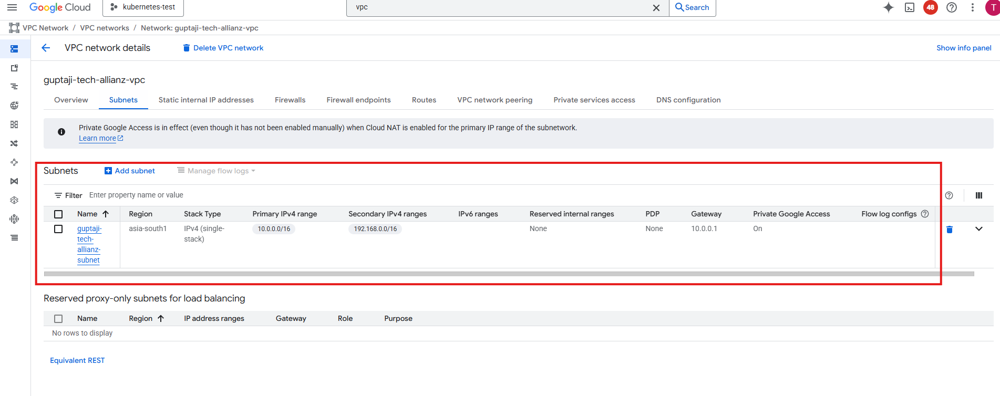 Google Cloud
kubernetes-test
vpc
Search
48
T
VPC Network / VPC networks / Network: guptaji-tech-allianz-vpc
VPC network details
Delete VPC network
Show info panel
guptaji-tech-allianz-vpc
Overview Subnets Static internal IP addresses Firewalls Firewall endpoints Routes VPC network peering Private services access DNS configuration
Private Google Access is in effect (even though it has not been enabled manually) when Cloud NAT is enabled for the primary IP range of the subnetwork.
Learn more
Subnets Add subnet Manage flow logs
Filter Enter property name or value
Name Region Stack Type Primary IPv4 range Secondary IPv4 ranges IPv6 ranges Reserved internal ranges PDP Gateway Private Google Access Flow log configs
guptaji- asia-south1 IPv4 (single- 10.0.0.0/16 192.168.0.0/16 None None 10.0.0.1 On
tech- stack)
allianz-
subnet
Reserved proxy-only subnets for load balancing
Name Region IP address ranges Gateway Role Purpose
No rows to display
Equivalent REST